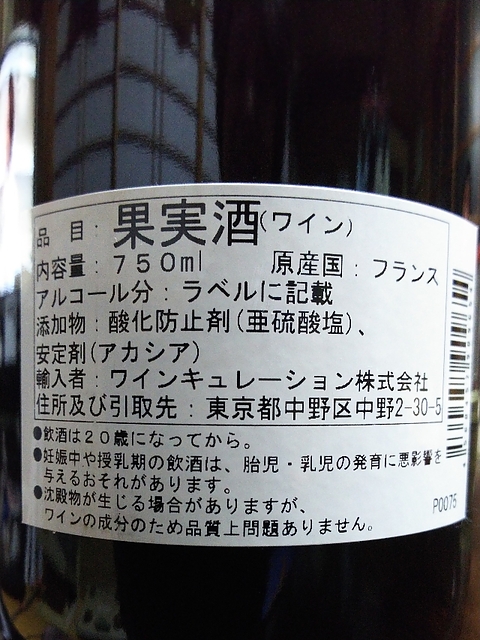 品　目：果実酒(ワイン)
内容量：750ml　原産国：フランス
アルコール分：ラベルに記載
添加物：酸化防止剤(亜硫酸塩)、
安定剤(アカシア)
輸入者：ワインキュレーション株式会社
住所及び引取先：東京都中野区中野2-30-5
●飲酒は20歳になってから。
●妊娠中や授乳期の飲酒は、胎児・乳児の発育に悪影響を
与えるおそれがあります。
●沈殿物が生じる場合がありますが、
ワインの成分のため品質上問題ありません。
P0075